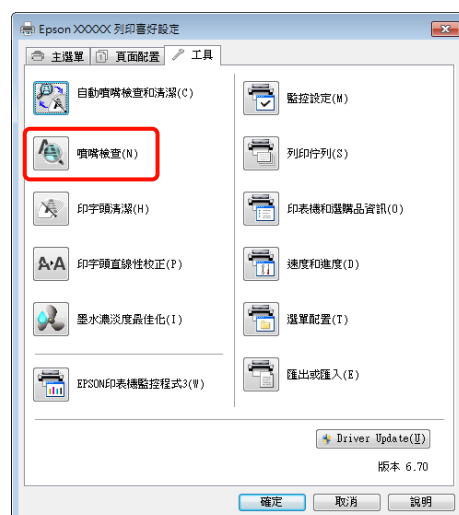 Epson XXXXX 列印喜好設定
主選單 頁面配置 工具
自動噴嘴檢查和清潔(C)
噴嘴檢查(N)
印字頭清潔(H)
印字頭直線性校正(P)
墨水濃淡度最佳化(I)
EPSON印表機監控程式3(W)
監控設定(M)
列印佇列(S)
印表機和選購品資訊(O)
速度和進度(D)
選單配置(T)
匯出或匯入(E)
Driver Update(U)
版本 6.70
確定 取消 說明